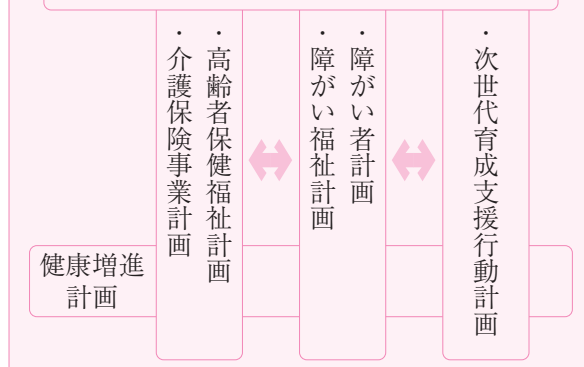 ・高齢者保健福祉計画
・介護保険事業計画
・障がい者計画
・障がい福祉計画
・次世代育成支援行動計画
健康増進
計画